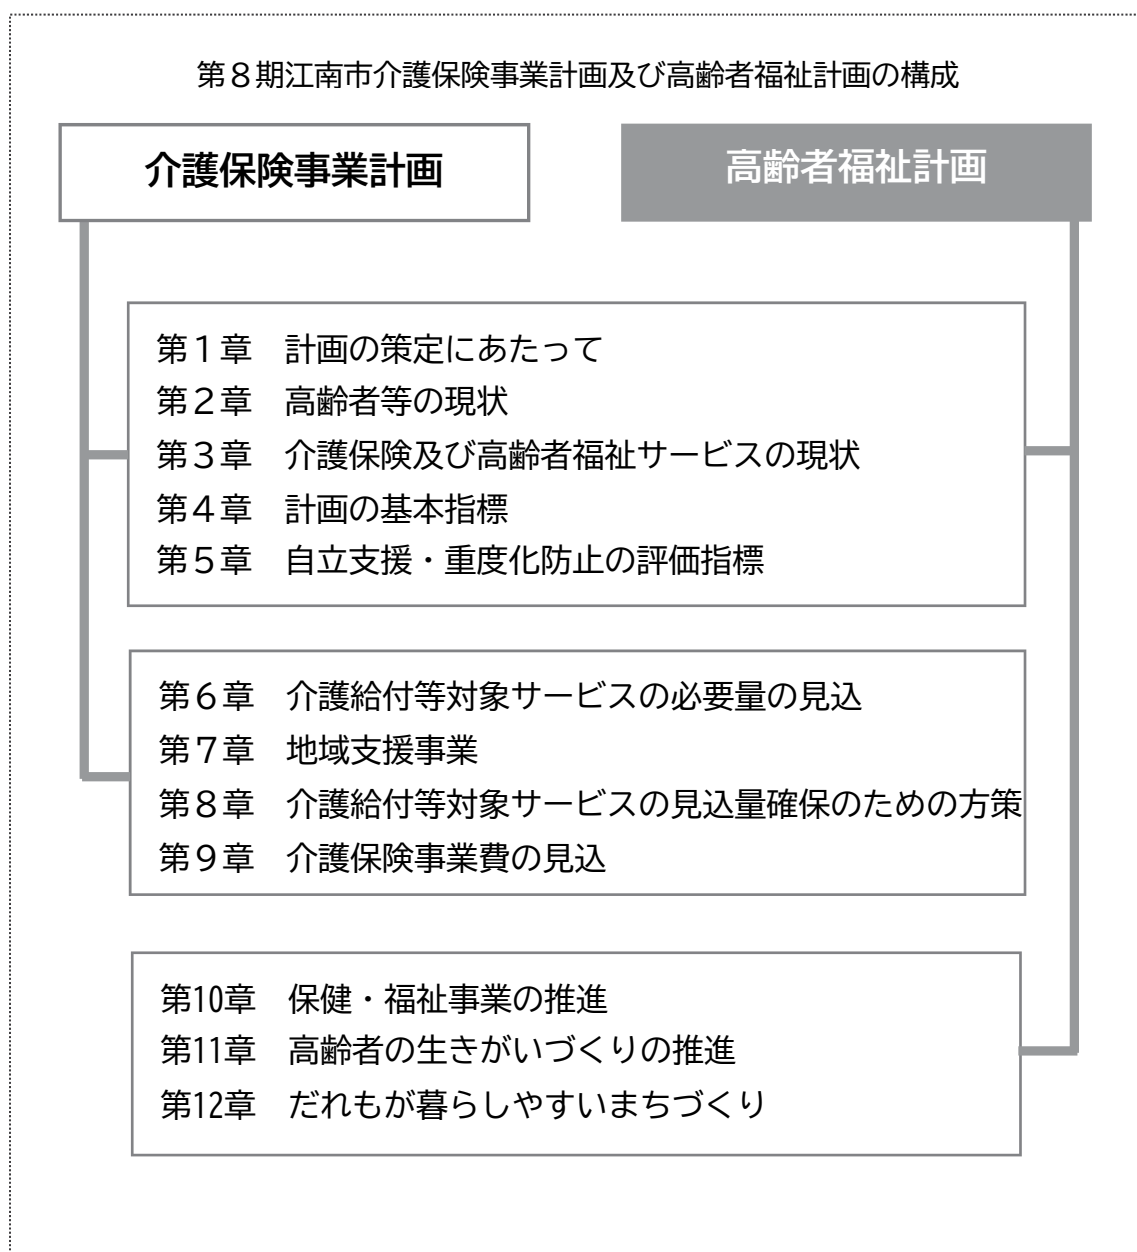 第８期江南市介護保険事業計画及び高齢者福祉計画の構成
介護保険事業計画
高齢者福祉計画
第１章　計画の策定にあたって
第２章　高齢者等の現状
第３章　介護保険及び高齢者福祉サービスの現状
第４章　計画の基本指標
第５章　自立支援・重度化防止の評価指標
第６章　介護給付等対象サービスの必要量の見込
第７章　地域支援事業
第８章　介護給付等対象サービスの見込量確保のための方策
第９章　介護保険事業費の見込
第10章　保健・福祉事業の推進
第11章　高齢者の生きがいづくりの推進
第12章　だれもが暮らしやすいまちづくり